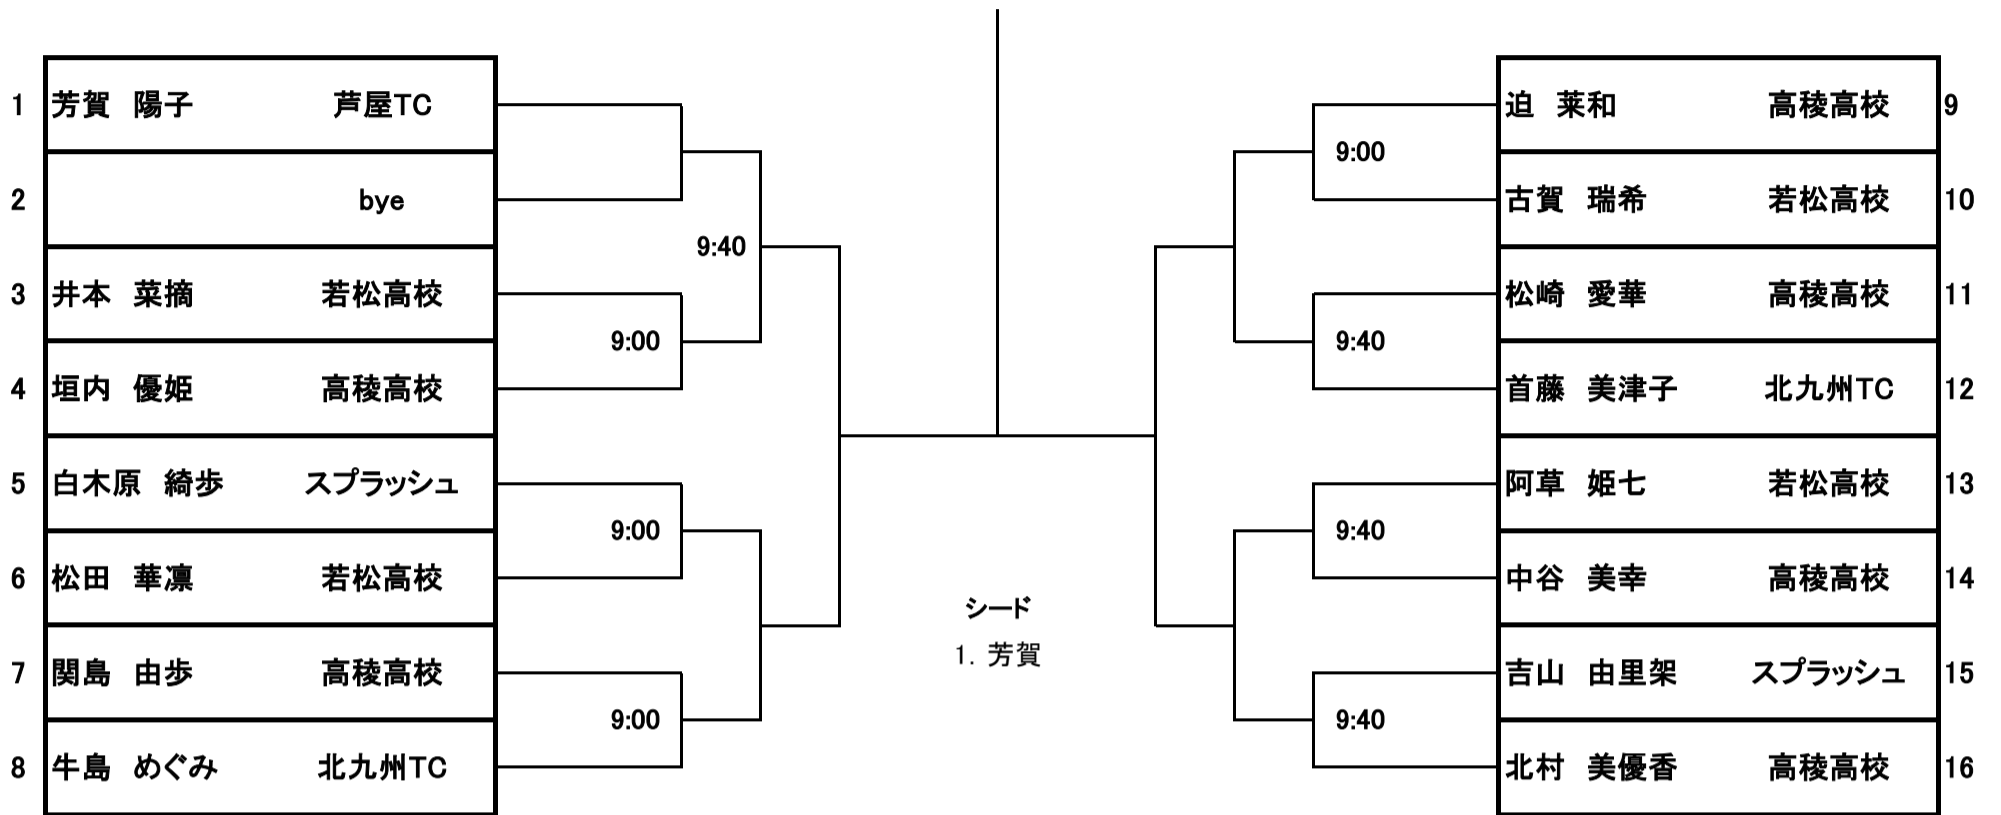 1 芳賀 陽子 芦屋TC
2 bye
3 井本 菜摘 若松高校
4 垣内 優姫 高稜高校
5 白木原 綺歩 スプラッシュ
6 松田 華凛 若松高校
7 関島 由歩 高稜高校
8 牛島 めぐみ 北九州TC
9:40
9:00
9:00
9:00
シード
1. 芳賀
9:00
9:40
9:40
9:40
迫 莱和 高稜高校 9
古賀 瑞希 若松高校 10
松崎 愛華 高稜高校 11
首藤 美津子 北九州TC 12
阿草 姫七 若松高校 13
中谷 美幸 高稜高校 14
吉山 由里架 スプラッシュ 15
北村 美優香 高稜高校 16